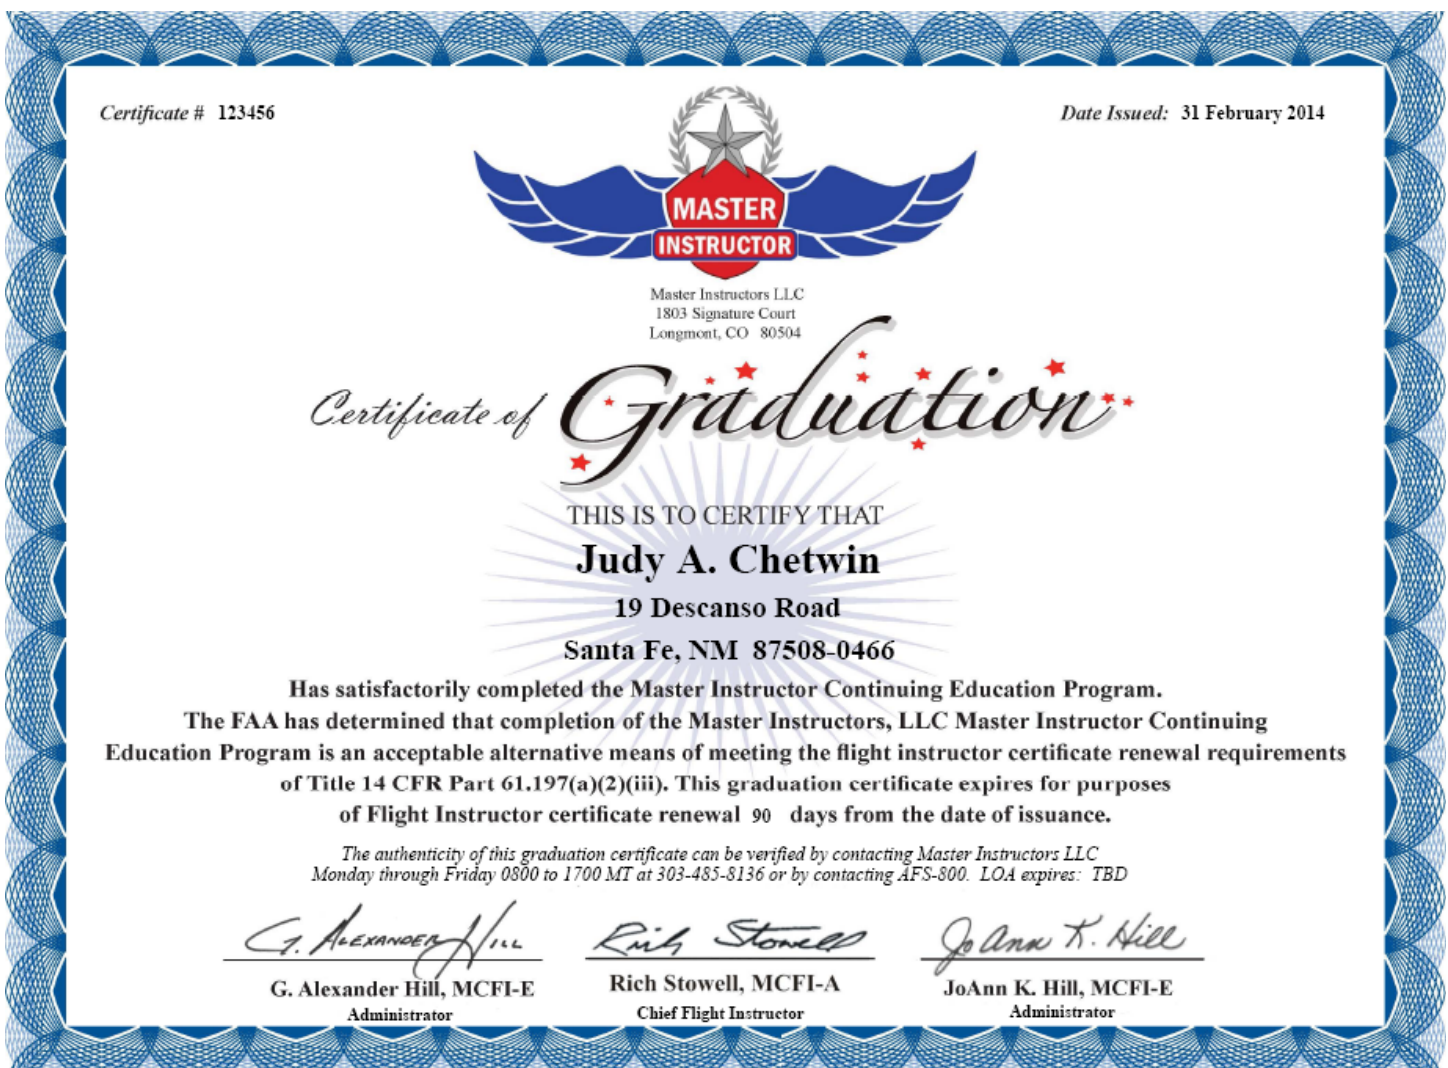 Certificate # 123456
Date Issued: 31 February 2014
MASTER
INSTRUCTOR
Master Instructors LLC
1803 Signature Court
Longmont, CO 80504
Certificate of Graduation
THIS IS TO CERTIFY THAT
Judy A. Chetwin
19 Descanso Road
Santa Fe, NM 87508-0466
Has satisfactorily completed the Master Instructor Continuing Education Program.
The FAA has determined that completion of the Master Instructors, LLC Master Instructor Continuing
Education Program is an acceptable alternative means of meeting the flight instructor certificate renewal requirements
of Title 14 CFR Part 61.197(a)(2)(iii). This graduation certificate expires for purposes
of Flight Instructor certificate renewal 90 days from the date of issuance.
The authenticity of this graduation certificate can be verified by contacting Master Instructors LLC
Monday through Friday 0800 to 1700 MT at 303-485-8136 or by contacting AFS-800. LOA expires: TBD
G. ALEXANDER HILL
Rich Stowell
JoAnn K. Hill
G. Alexander Hill, MCFI-E
Rich Stowell, MCFI-A
JoAnn K. Hill, MCFI-E
Administrator
Chief Flight Instructor
Administrator